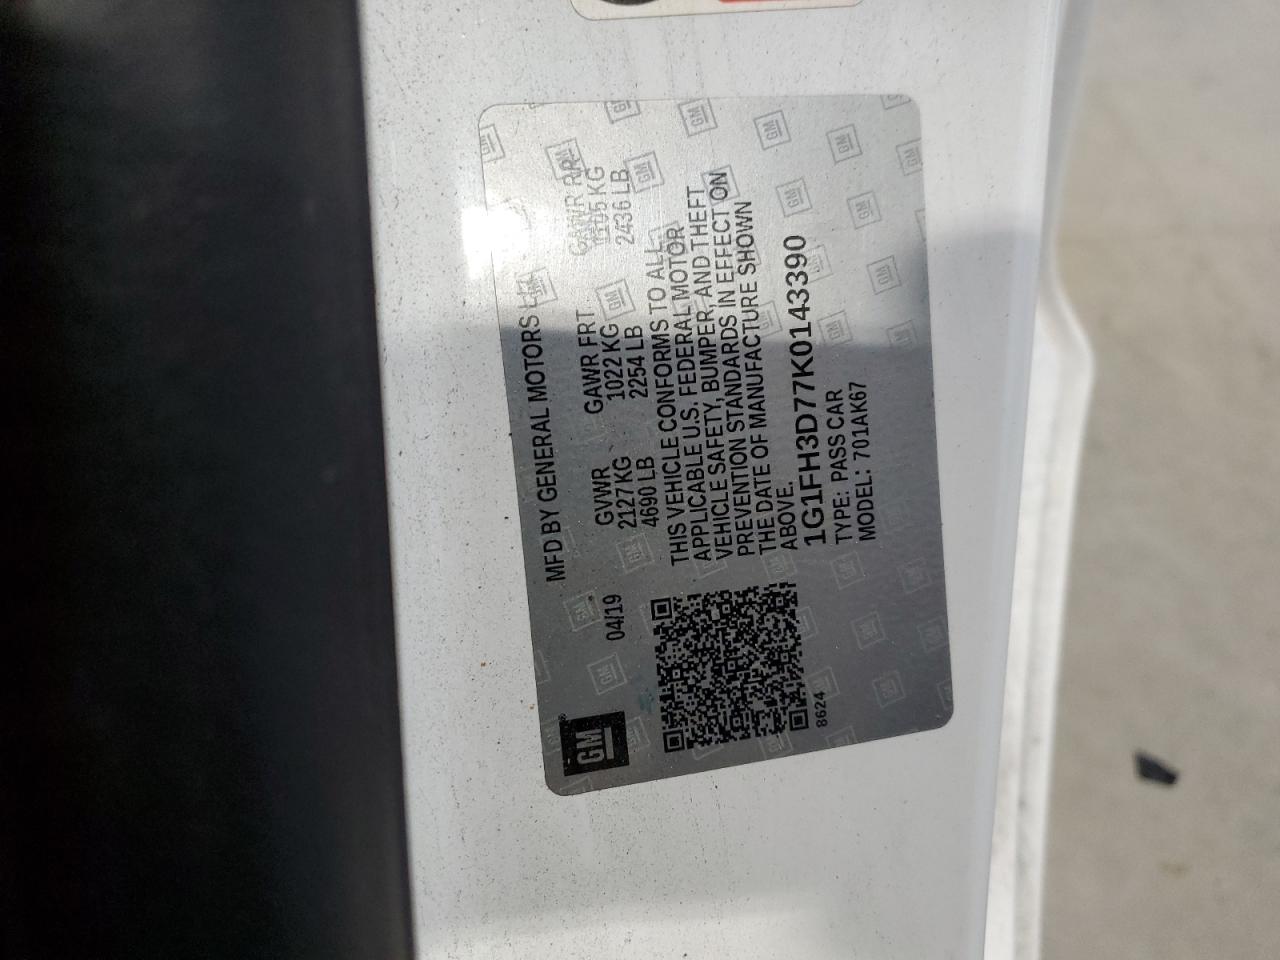 MFD BY GENERAL MOTORS LLC
04/19
GVWR GAWR FRT GAWR RR
2127 KG 1022 KG 1105 KG
4690 LB 2254 LB 2436 LB
THIS VEHICLE CONFORMS TO ALL
APPLICABLE U.S. FEDERAL MOTOR
VEHICLE SAFETY, BUMPER, AND THEFT
PREVENTION STANDARDS IN EFFECT ON
THE DATE OF MANUFACTURE SHOWN
ABOVE.
1G1FH3D77K0143390
TYPE: PASS CAR
MODEL: 701AK67
GM
8624